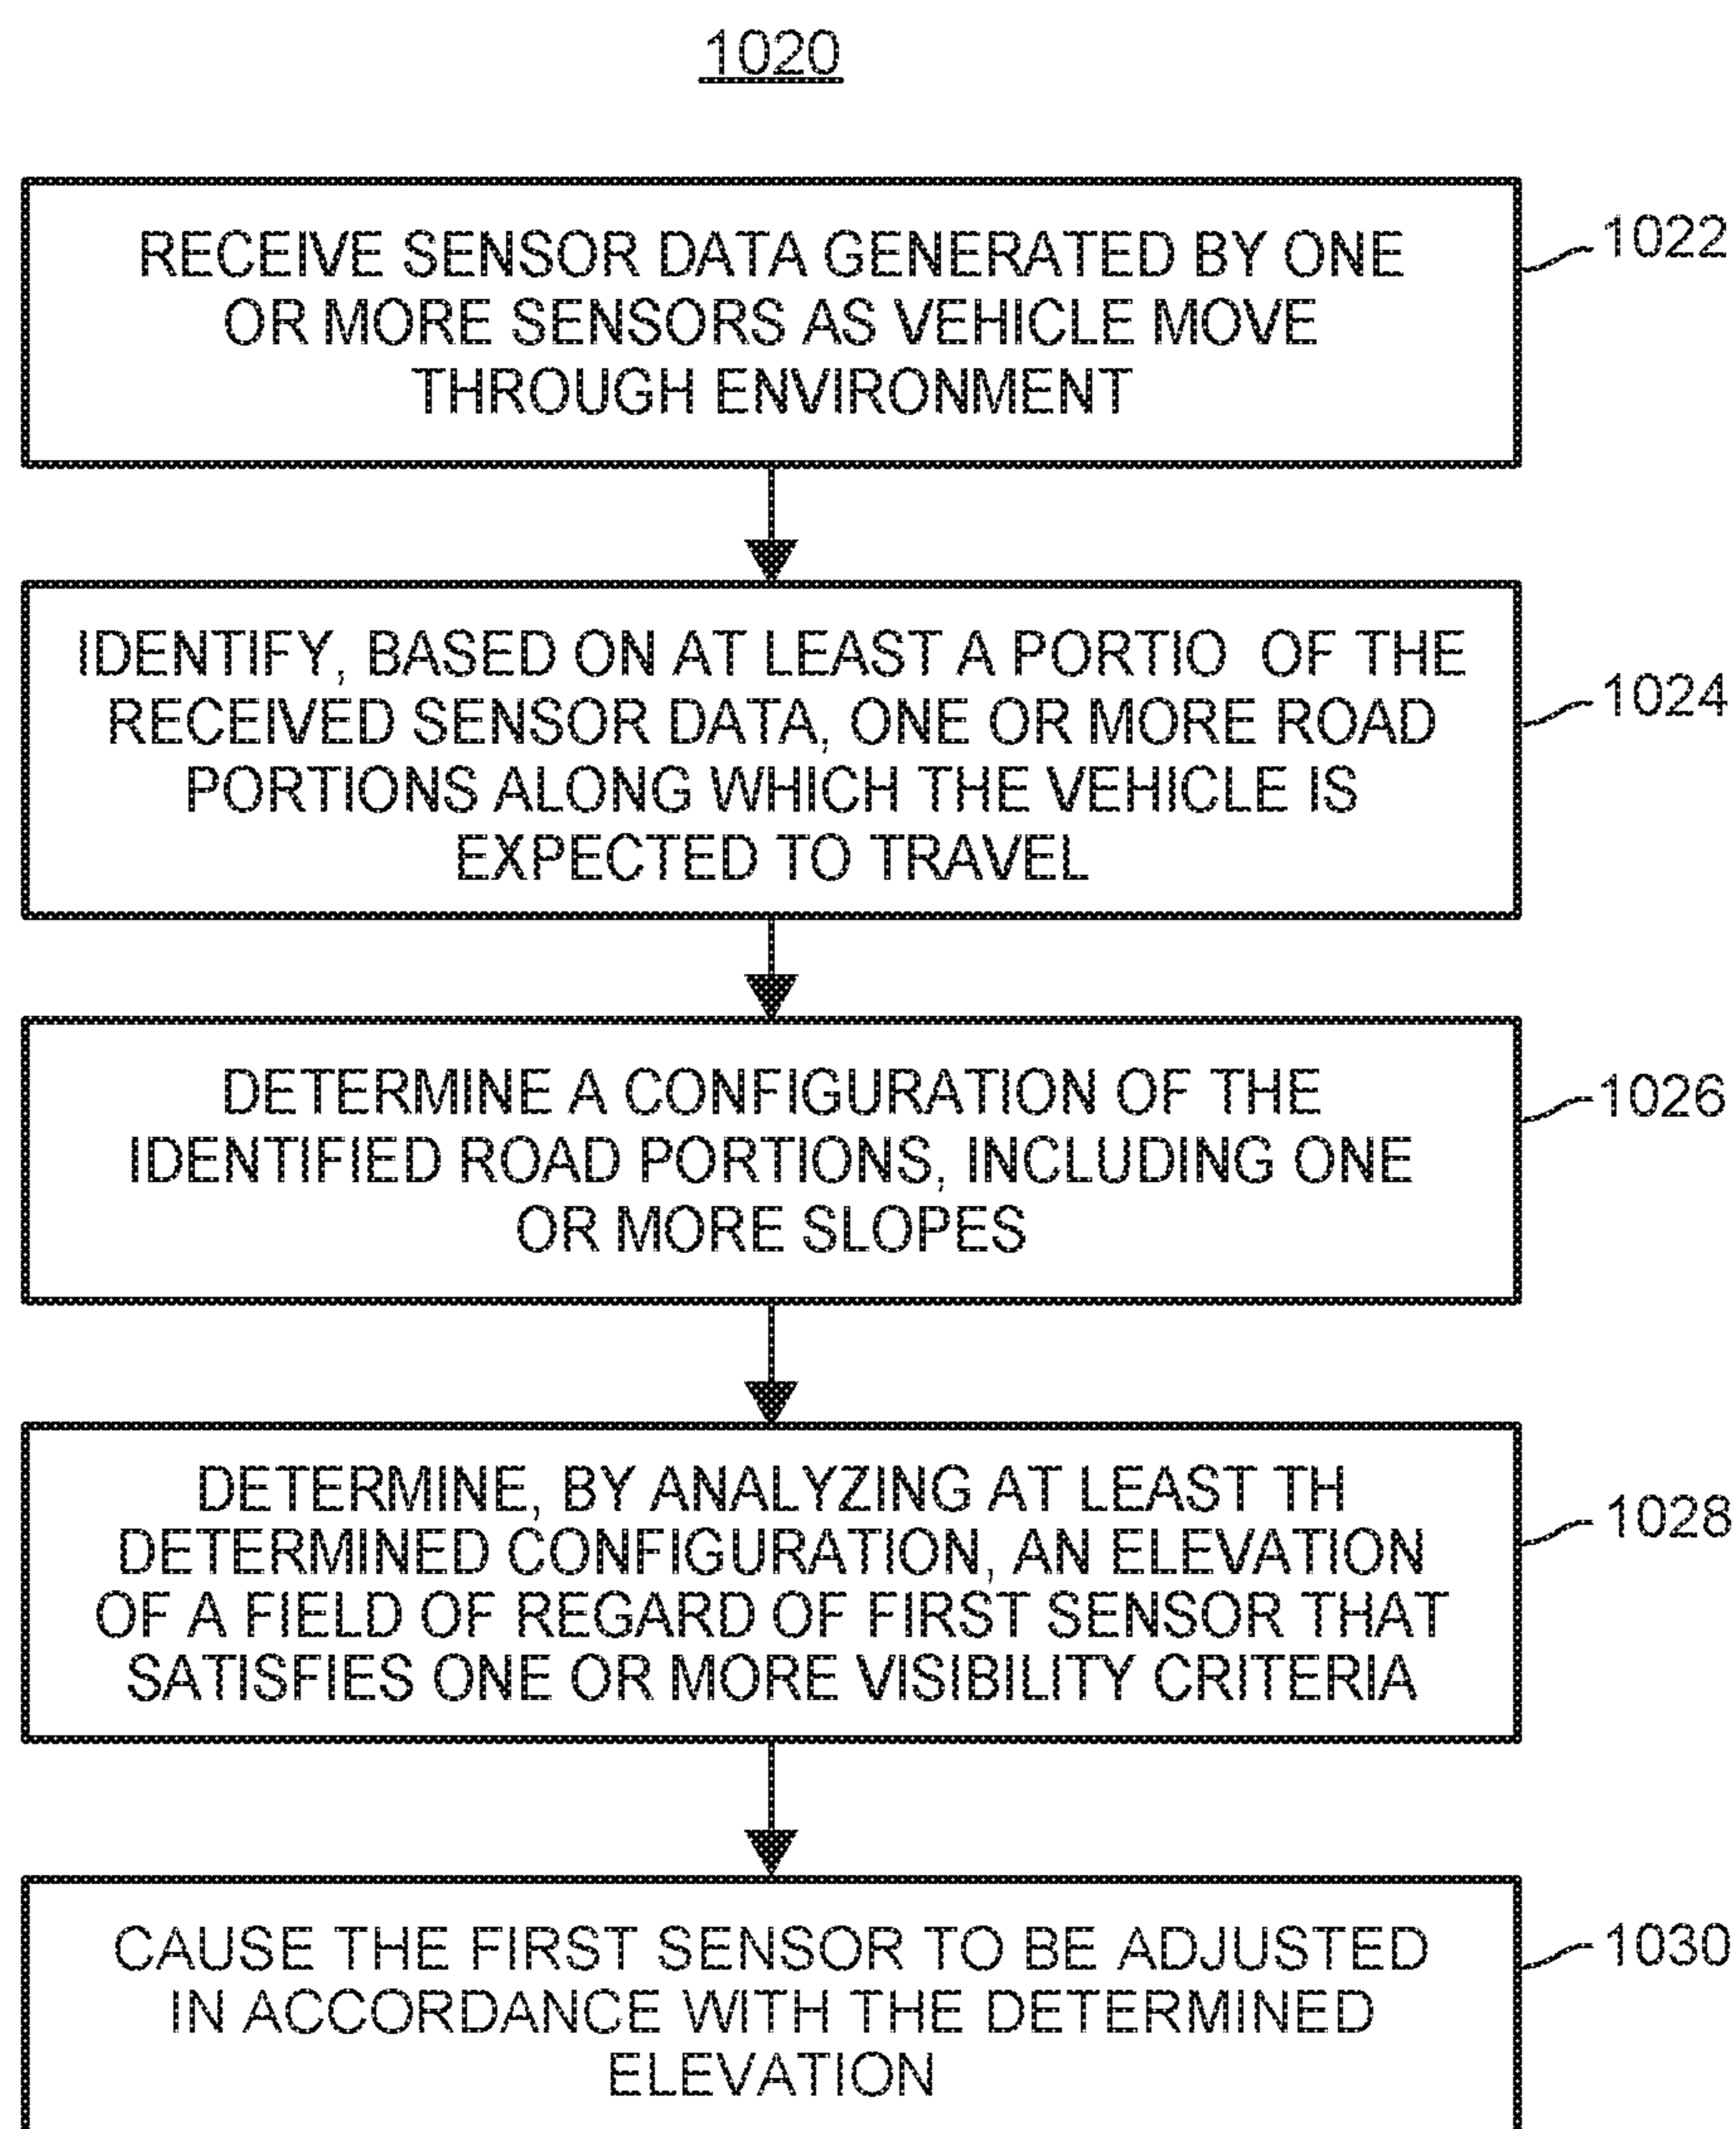 1020
RECEIVE SENSOR DATA GENERATED BY ONE
OR MORE SENSORS AS VEHICLE MOVE
THROUGH ENVIRONMENT
1022
IDENTIFY, BASED ON AT LEAST A PORTIO OF THE
RECEIVED SENSOR DATA, ONE OR MORE ROAD
PORTIONS ALONG WHICH THE VEHICLE IS
EXPECTED TO TRAVEL
1024
DETERMINE A CONFIGURATION OF THE
IDENTIFIED ROAD PORTIONS, INCLUDING ONE
OR MORE SLOPES
1026
DETERMINE, BY ANALYZING AT LEAST TH
DETERMINED CONFIGURATION, AN ELEVATION
OF A FIELD OF REGARD OF FIRST SENSOR THAT
SATISFIES ONE OR MORE VISIBILITY CRITERIA
1028
CAUSE THE FIRST SENSOR TO BE ADJUSTED
IN ACCORDANCE WITH THE DETERMINED
ELEVATION
1030